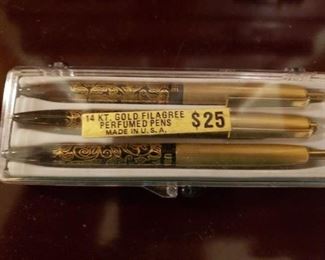 14 KT. GOLD FILAGREE
PERFUMED PENS
MADE IN U.S.A.
$25